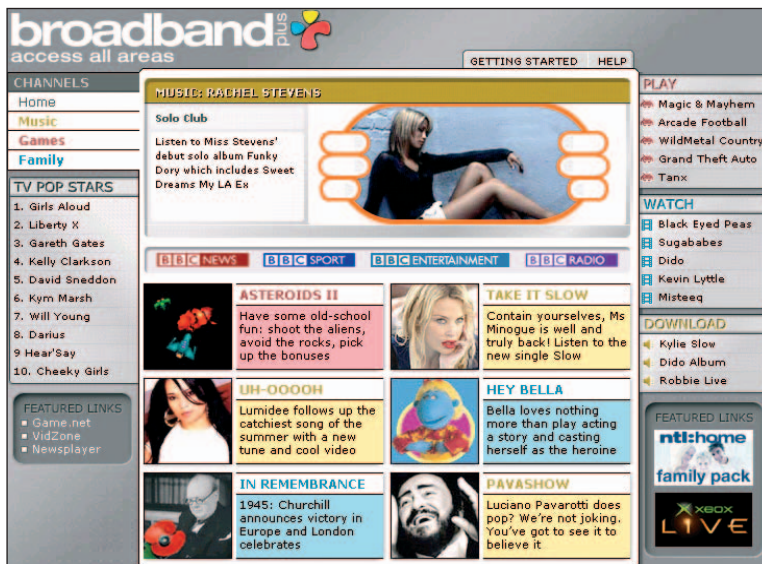 broadband plus
access all areas
GETTING STARTED HELP
CHANNELS
Home
Music
Games
Family
TV POP STARS
1. Girls Aloud
2. Liberty X
3. Gareth Gates
4. Kelly Clarkson
5. David Sneddon
6. Kym Marsh
7. Will Young
8. Darius
9 Hear'Say
10. Cheeky Girls
FEATURED LINKS
Game.net
VidZone
Newsplayer
MUSIC: RACHEL STEVENS
Solo Club
Listen to Miss Stevens'
debut solo album Funky
Dory which includes Sweet
Dreams My LA Ex
BBC NEWS
BBC SPORT
BBC ENTERTAINMENT
BBC RADIO
ASTEROIDS II
Have some old-school
fun: shoot the aliens,
avoid the rocks, pick
up the bonuses
TAKE IT SLOW
Contain yourselves, Ms
Minogue is well and
truly back! Listen to the
new single Slow
UH-OOOOH
Lumidee follows up the
catchiest song of the
summer with a new
tune and cool video
HEY BELLA
Bella loves nothing
more than play acting
a story and casting
herself as the heroine
IN REMEMBRANCE
1945: Churchill
announces victory in
Europe and London
celebrates
PAVASHOW
Luciano Pavarotti does
pop? We're not joking.
You've got to see it to
believe it
PLAY
Magic & Mayhem
Arcade Football
WildMetal Country
Grand Theft Auto
Tanx
WATCH
Black Eyed Peas
Sugababes
Dido
Kevin Lyttle
Misteeq
DOWNLOAD
Kylie Slow
Dido Album
Robbie Live
FEATURED LINKS
ntl:home
family pack
XBOX
LIVE